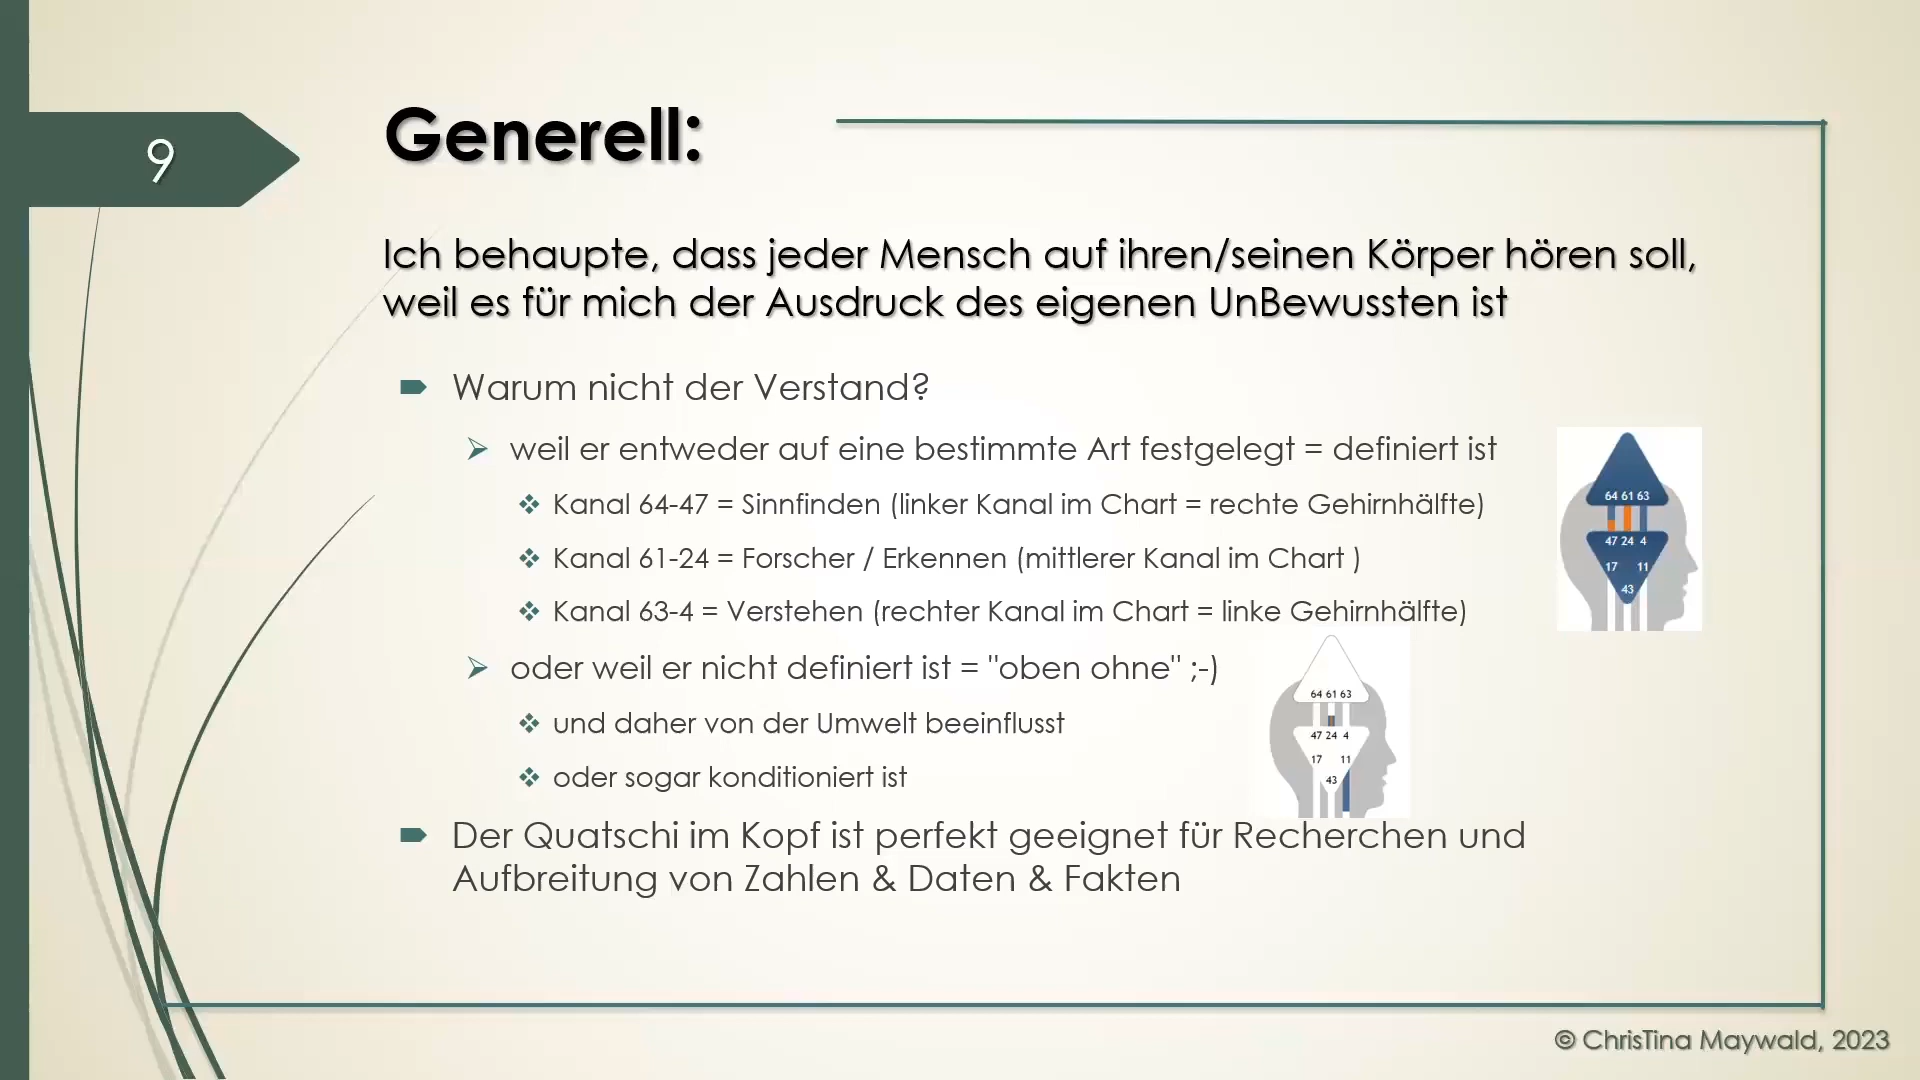 9
Generell:
Ich behaupte, dass jeder Mensch auf ihren/seinen Körper hören soll,
weil es für mich der Ausdruck des eigenen UnBewussten ist
Warum nicht der Verstand?
weil er entweder auf eine bestimmte Art festgelegt = definiert ist
Kanal 64-47 = Sinnfinden (linker Kanal im Chart = rechte Gehirnhälfte)
Kanal 61-24 = Forscher / Erkennen (mittlerer Kanal im Chart )
Kanal 63-4 = Verstehen (rechter Kanal im Chart = linke Gehirnhälfte)
64 61 63
47 24 4
17 11
43
oder weil er nicht definiert ist = "oben ohne" ;-)
und daher von der Umwelt beeinflusst
oder sogar konditioniert ist
64 61 63
47 24 4
17 11
43
Der Quatschi im Kopf ist perfekt geeignet für Recherchen und
Aufbreitung von Zahlen & Daten & Fakten
© ChrisTina Maywald, 2023